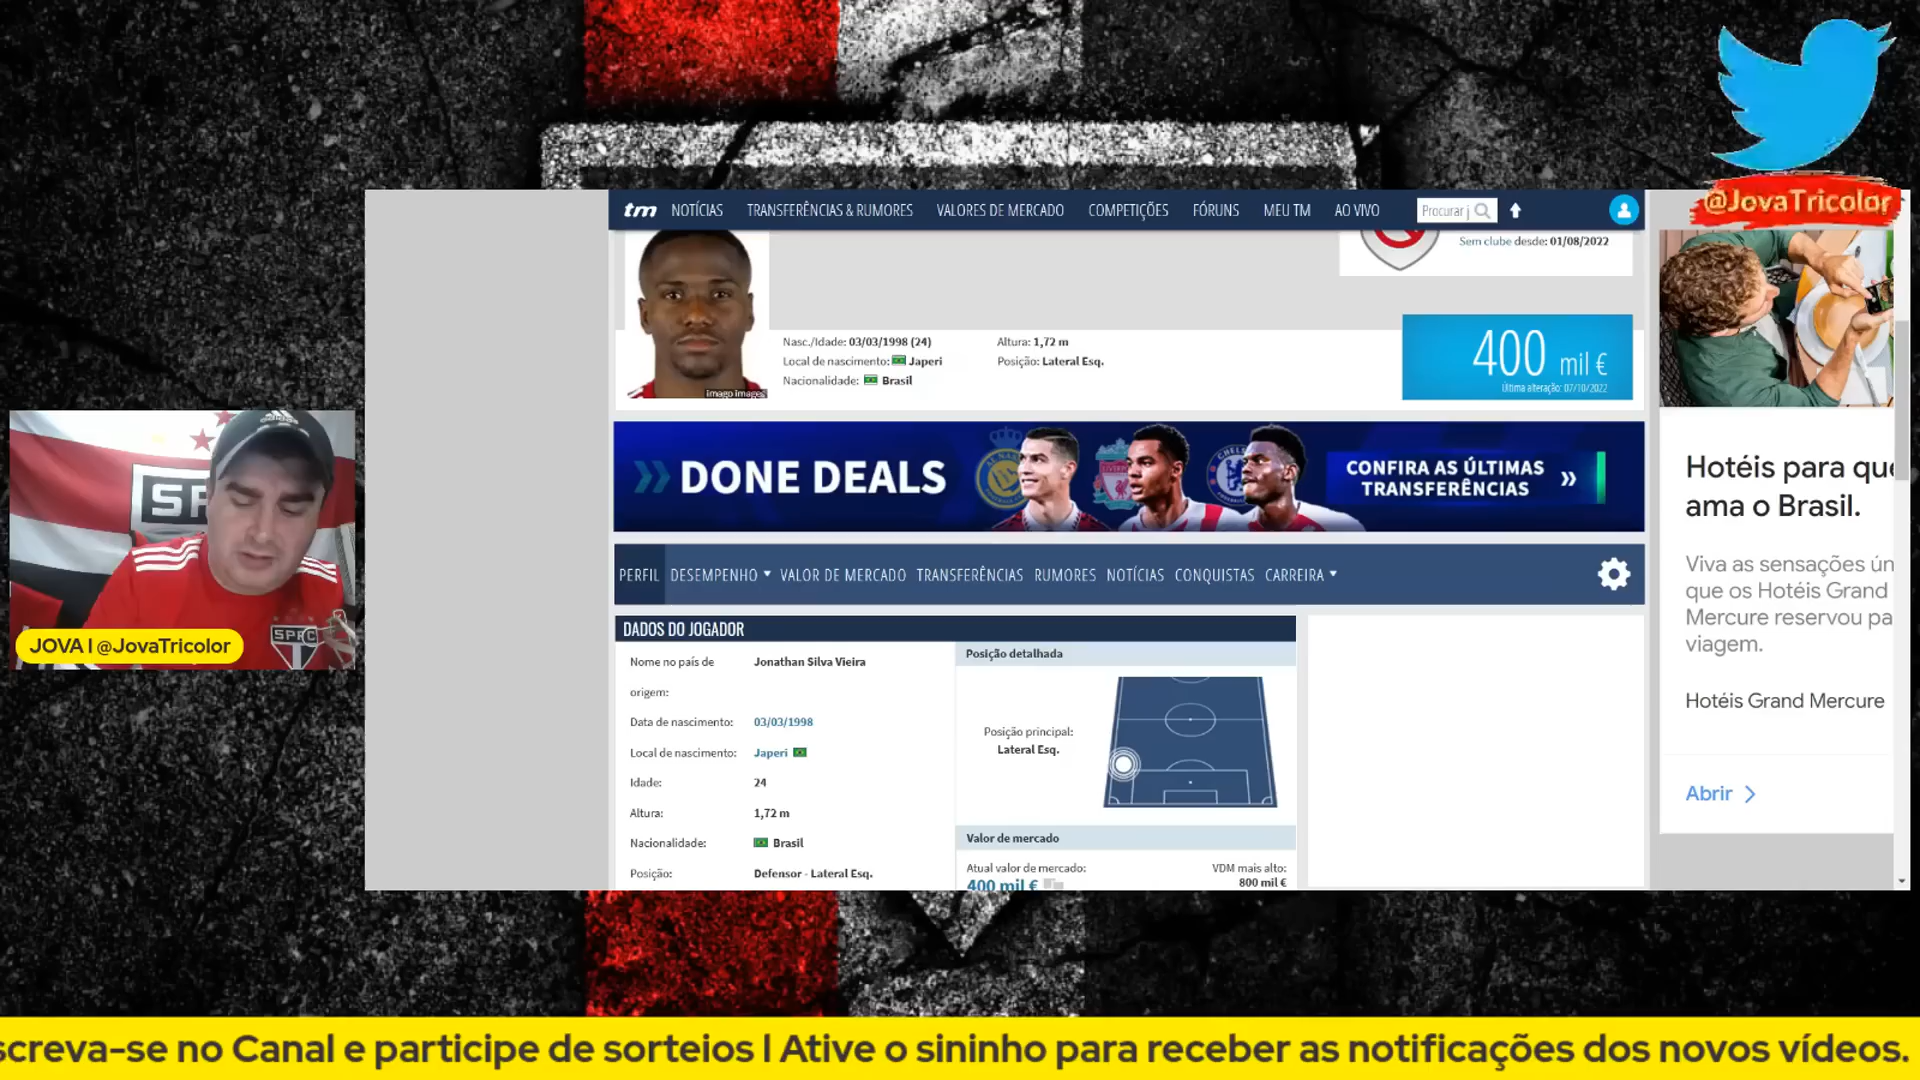 @JovaTricolor
tm NOTÍCIAS TRANSFERÊNCIAS & RUMORES VALORES DE MERCADO COMPETIÇÕES FÓRUNS MEU TM AO VIVO Procurar j
Sem clube desde: 01/08/2022
Nasc./Idade: 03/03/1998 (24) Altura: 1,72 m
Local de nascimento: Japeri Posição: Lateral Esq.
Nacionalidade: Brasil
400 mil €
Última alteração: 07/10/2022
imago images
DONE DEALS
CONFIRA AS ÚLTIMAS
TRANSFERÊNCIAS
PERFIL DESEMPENHO VALOR DE MERCADO TRANSFERÊNCIAS RUMORES NOTÍCIAS CONQUISTAS CARREIRA
DADOS DO JOGADOR
Nome no país de
origem:
Jonathan Silva Vieira
Data de nascimento: 03/03/1998
Local de nascimento: Japeri
Idade: 24
Altura: 1,72 m
Nacionalidade: Brasil
Posição: Defensor - Lateral Esq.
Posição detalhada
Posição principal:
Lateral Esq.
Valor de mercado
Atual valor de mercado:
400 mil €
VDM mais alto:
800 mil €
Hotéis para que
ama o Brasil.
Viva as sensações ún
que os Hotéis Grand
Mercure reservou pa
viagem.
Hotéis Grand Mercure
Abrir
adidas
SPFC
JOVA | @JovaTricolor
screva-se no Canal e participe de sorteios | Ative o sininho para receber as notificações dos novos vídeos.